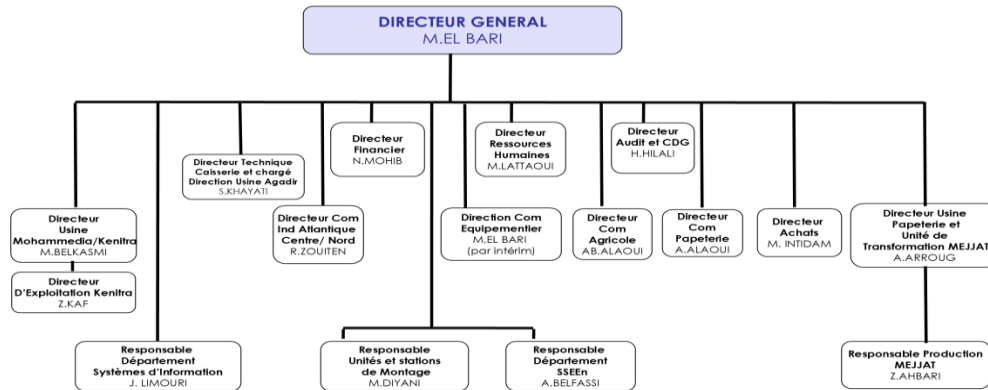 DIRECTEUR GENERAL
M.EL BARI
Directeur
Financier
N.MOHIB
Directeur
Ressources
Humaines
M.LATTAOUI
Directeur
Audit et CDG
H.HILALI
Directeur Technique
Caisserie et chargé
Direction Usine Agadir
S.KHAYATI
Directeur
Usine
Mohammedia/Kenitra
M.BELKASMI
Directeur Com
Ind Atlantique
Centre/ Nord
R.ZOUITEN
Direction Com
Equipementier
M.EL BARI
(par intérim)
Directeur
Com
Agricole
AB.ALAOUI
Directeur
Com
Papeterie
A.ALAOUI
Directeur
Achats
M. INTIDAM
Directeur Usine
Papeterie et
Unité de
Transformation MEJJAT
A.ARROUG
Directeur
D'Exploitation Kenitra
Z.KAF
Responsable
Département
Systèmes d'Information
J. LIMOURI
Responsable
Unités et stations
de Montage
M.DIYANI
Responsable
Département
SSEEn
A.BELFASSI
Responsable Production
MEJJAT
Z.AHBARI